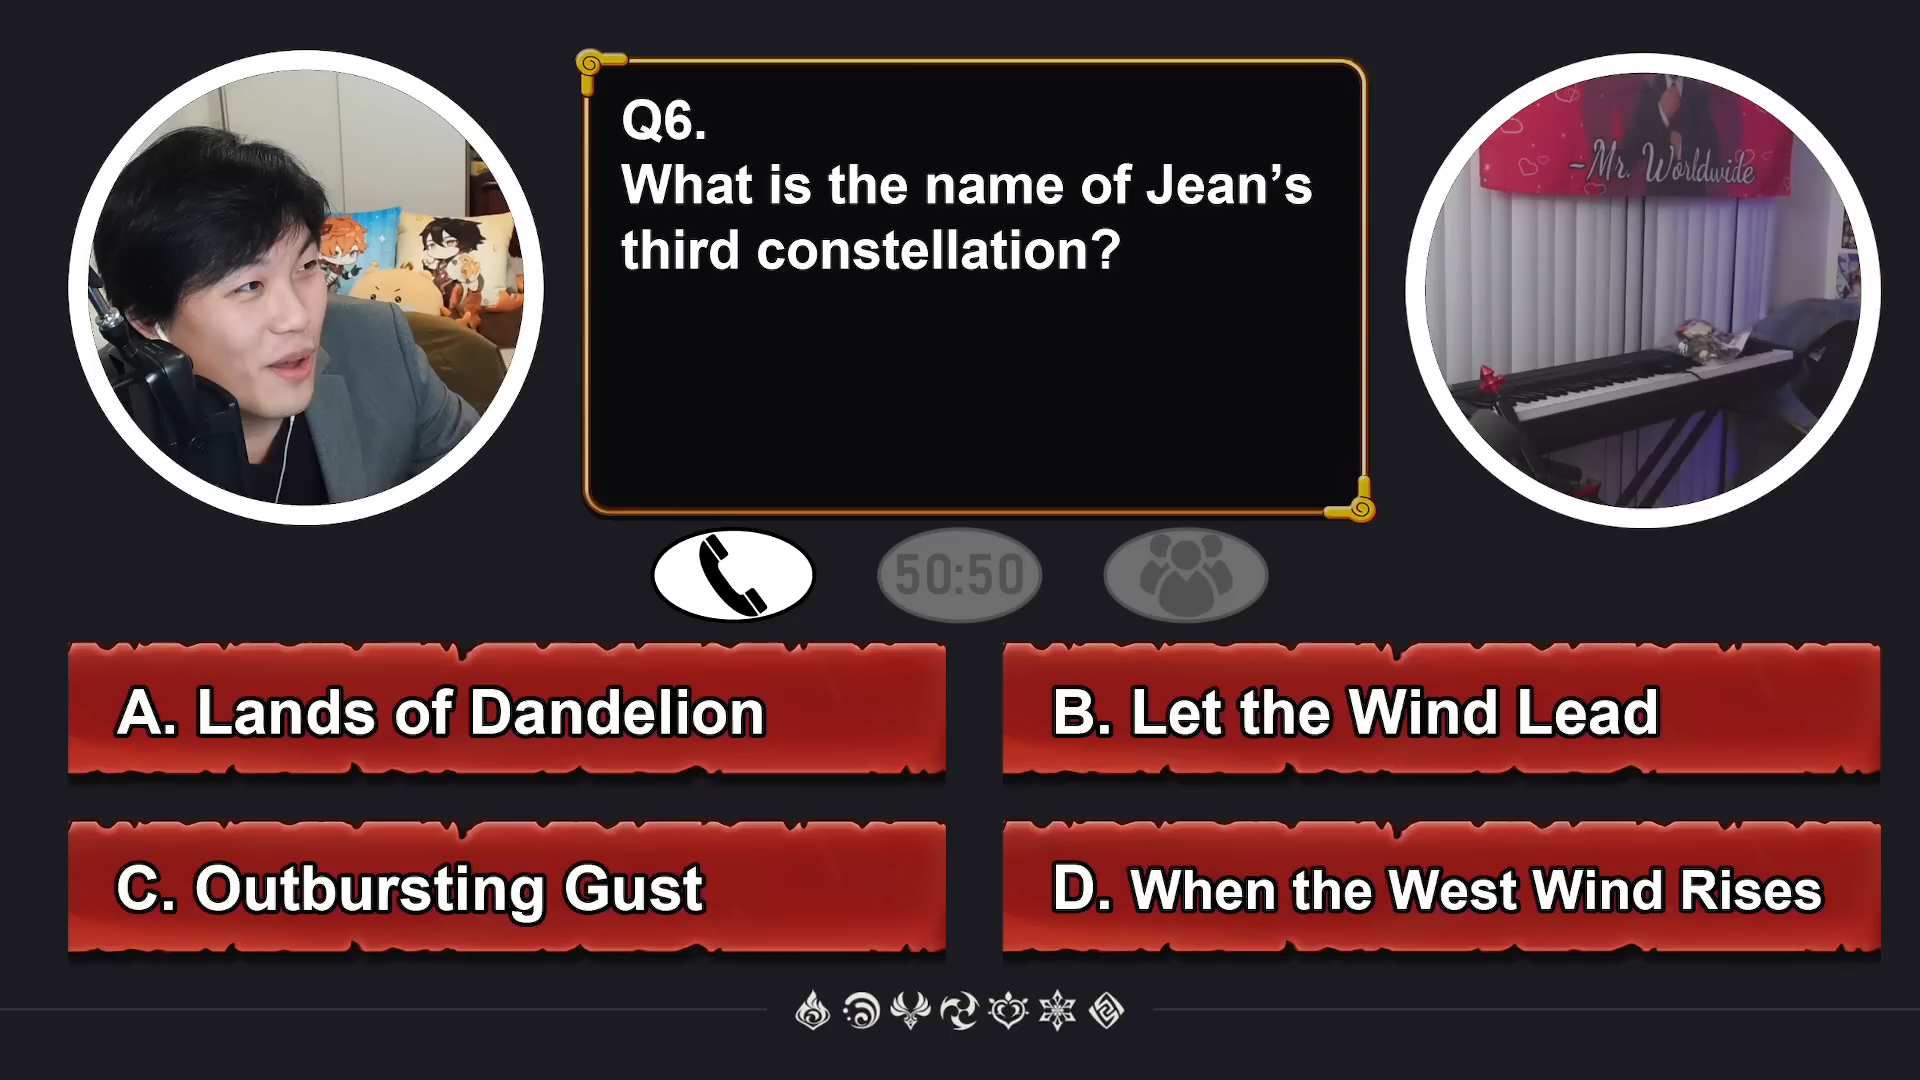 Q6.
What is the name of Jean’s
third constellation?
-Mr. Worldwide
50:50
A. Lands of Dandelion
B. Let the Wind Lead
C. Outbursting Gust
D. When the West Wind Rises